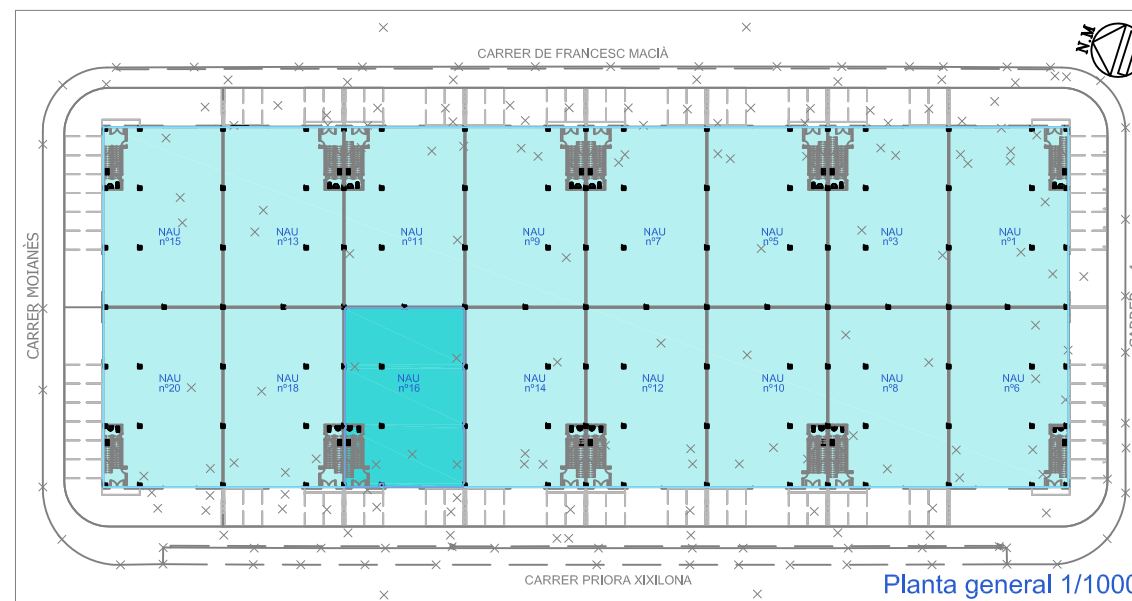 CARRER DE FRANCESC MACIÀ
N.M
NAU
nº15
NAU
nº13
NAU
nº11
NAU
nº9
NAU
nº7
NAU
nº5
NAU
nº3
NAU
nº1
CARRER MOIANÈS
NAU
nº20
NAU
nº18
NAU
nº16
NAU
nº14
NAU
nº12
NAU
nº10
NAU
nº8
NAU
nº6
CARRER PRIORA XIXILONA
Planta general 1/1000